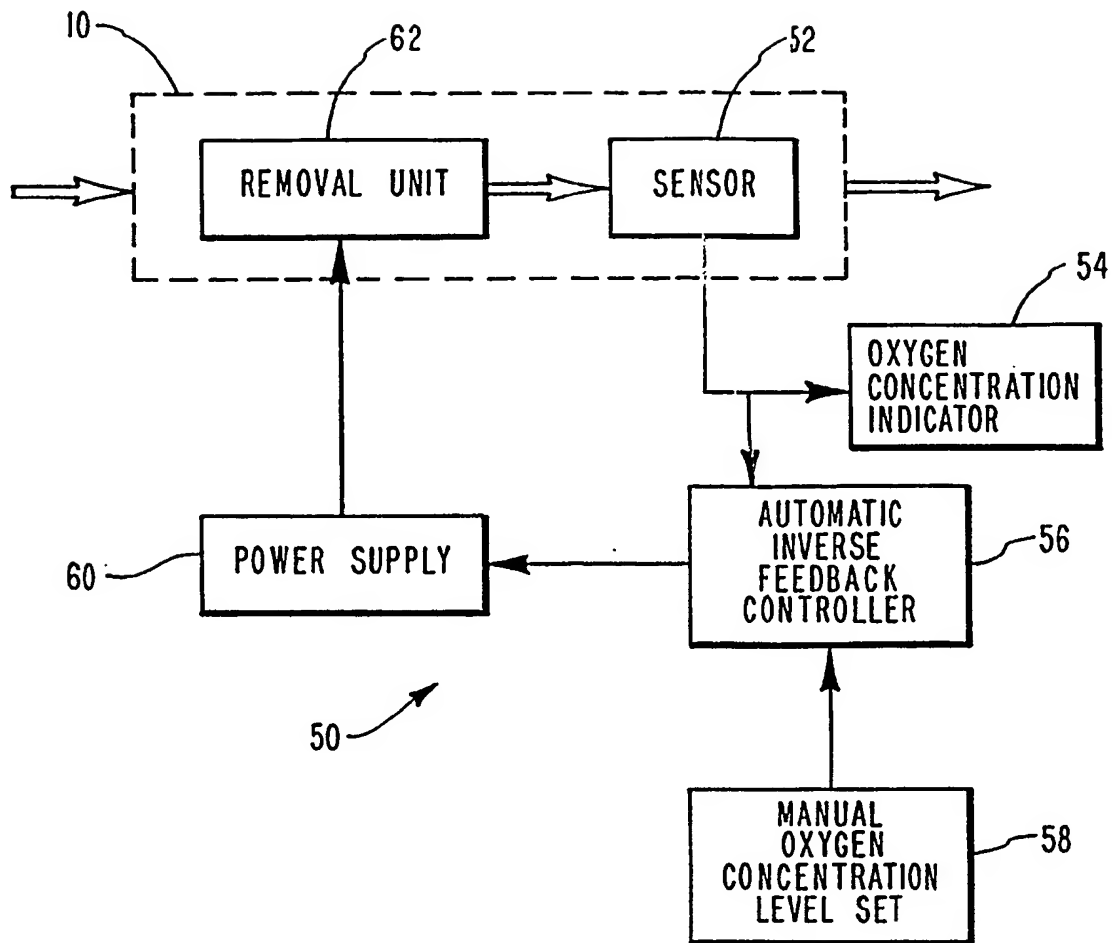 10
62
52
REMOVAL UNIT
SENSOR
54
OXYGEN
CONCENTRATION
INDICATOR
AUTOMATIC
INVERSE
FEEDBACK
CONTROLLER
56
POWER SUPPLY
60
50
MANUAL
OXYGEN
CONCENTRATION
LEVEL SET
58